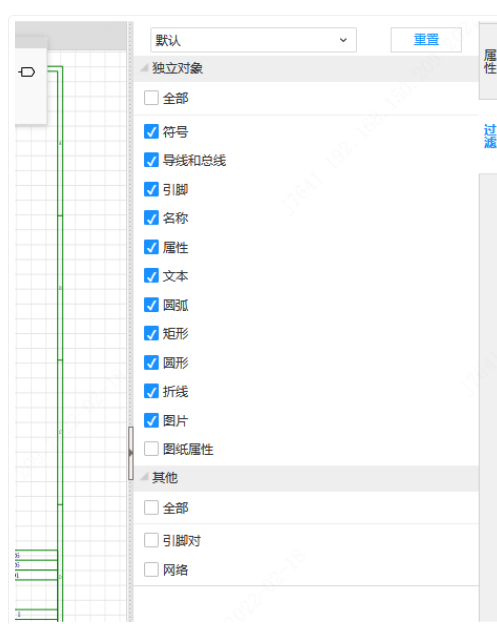 默认
重置
属性
过滤
独立对象
全部
符号
导线和总线
引脚
名称
属性
文本
圆弧
矩形
圆形
折线
图片
图纸属性
其他
全部
引脚对
网络